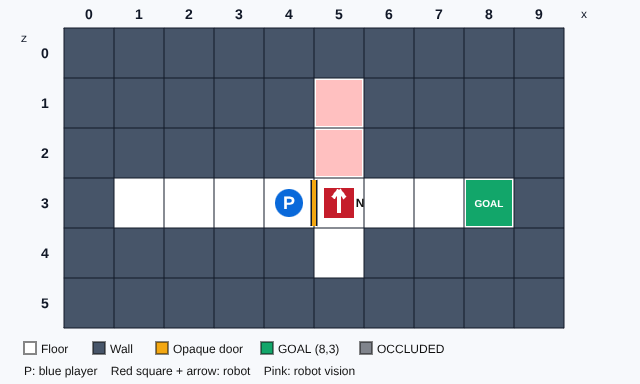 0 1 2 3 4 5 6 7 8 9 x
z
0
1
2
3 P N GOAL
4
5
Floor Wall Opaque door GOAL (8,3) OCCLUDED
P: blue player Red square + arrow: robot Pink: robot vision